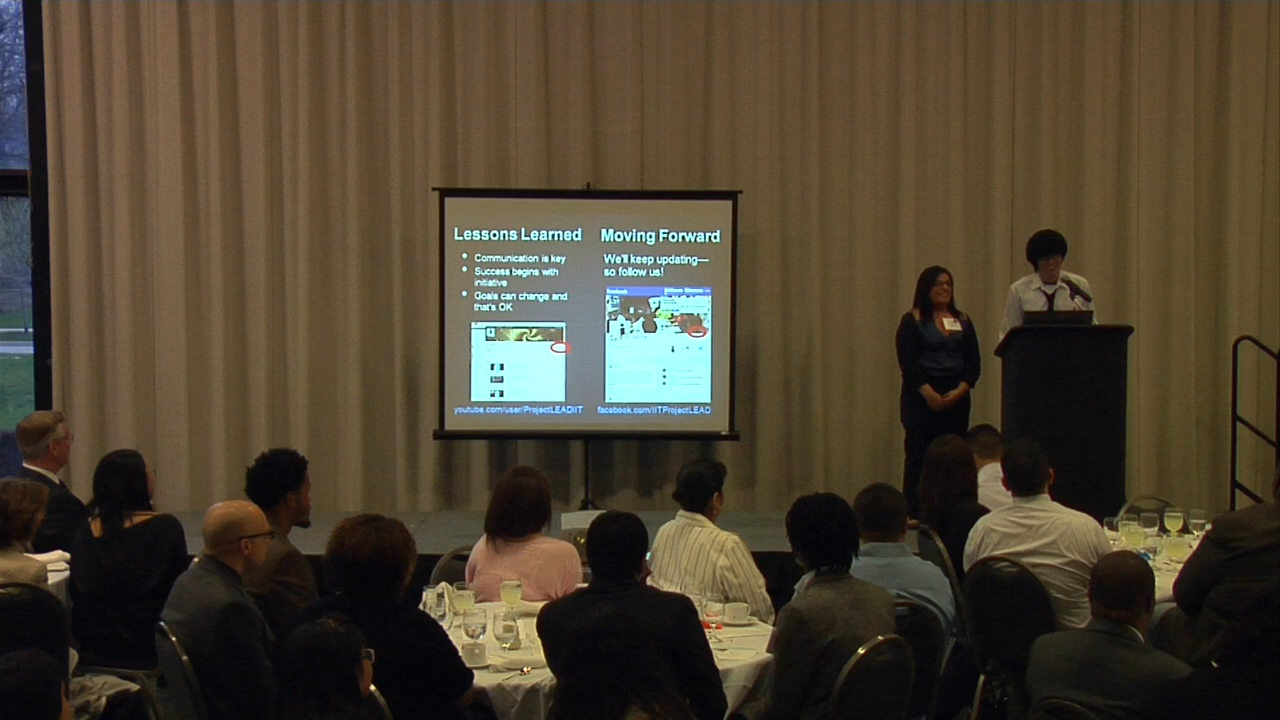 Lessons Learned
Communication is key
Success begins with
initiative
Goals can change and
that's OK
youtube.com/user/ProjectLEADIIT
Moving Forward
We'll keep updating—
so follow us!
facebook.com/IITProjectLEAD